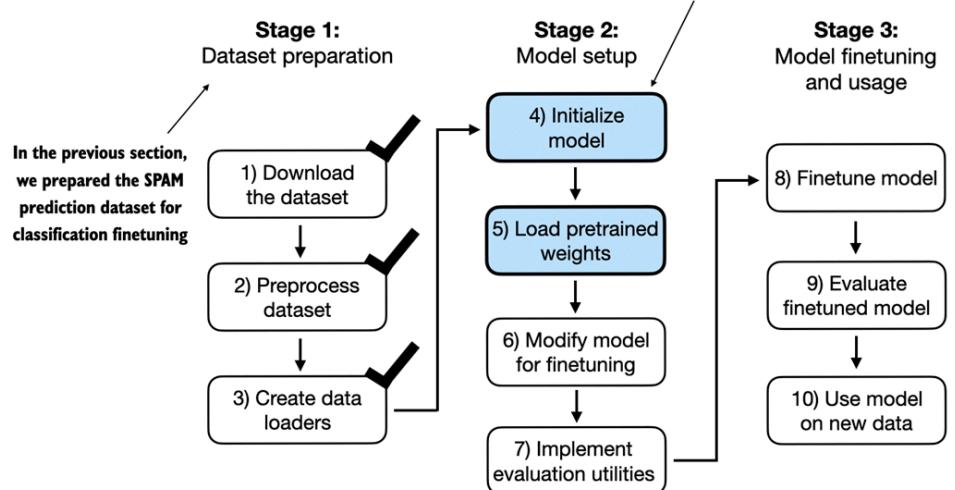 Stage 1:
Dataset preparation
In the previous section,
we prepared the SPAM
prediction dataset for
classification finetuning
1) Download
the dataset
2) Preprocess
dataset
3) Create data
loaders
Stage 2:
Model setup
4) Initialize
model
5) Load pretrained
weights
6) Modify model
for finetuning
7) Implement
evaluation utilities
Stage 3:
Model finetuning
and usage
8) Finetune model
9) Evaluate
finetuned model
10) Use model
on new data